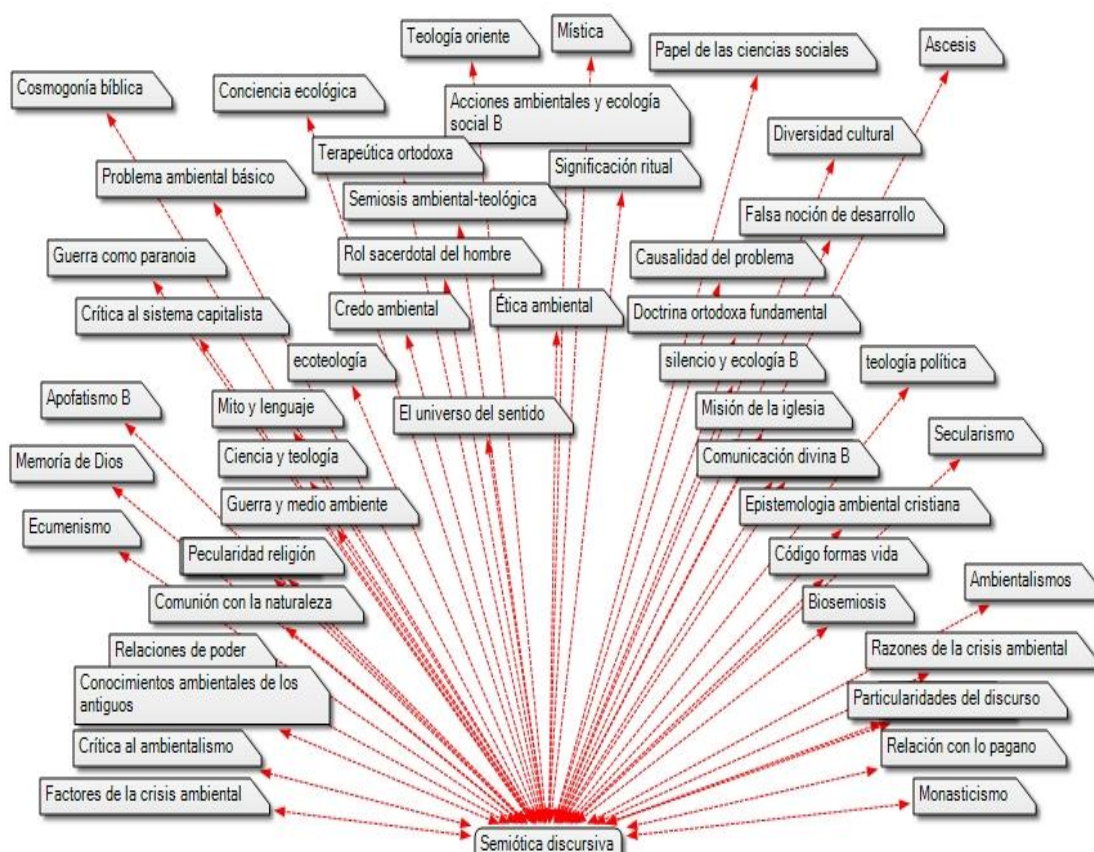 Teología oriente
Mística
Papel de las ciencias sociales
Ascesis
Cosmogonía bíblica
Conciencia ecológica
Acciones ambientales y ecología
social B
Diversidad cultural
Terapeútica ortodoxa
Significación ritual
Problema ambiental básico
Semiosis ambiental-teológica
Falsa noción de desarrollo
Guerra como paranoia
Rol sacerdotal del hombre
Causalidad del problema
Crítica al sistema capitalista
Credo ambiental
Ética ambiental
Doctrina ortodoxa fundamental
ecoteología
silencio y ecología B
teología política
Apofatismo B
Mito y lenguaje
El universo del sentido
Misión de la iglesia
Secularismo
Memoría de Dios
Ciencia y teología
Comunicación divina B
Guerra y medio ambiente
Epistemologia ambiental cristiana
Ecumenismo
Pecularidad religión
Código formas vida
Ambientalismos
Comunión con la naturaleza
Biosemiosis
Relaciones de poder
Razones de la crisis ambiental
Conocimientos ambientales de los
antiguos
Particularidades del discurso
Crítica al ambientalismo
Relación con lo pagano
Factores de la crisis ambiental
Monasticismo
Semiótica discursiva